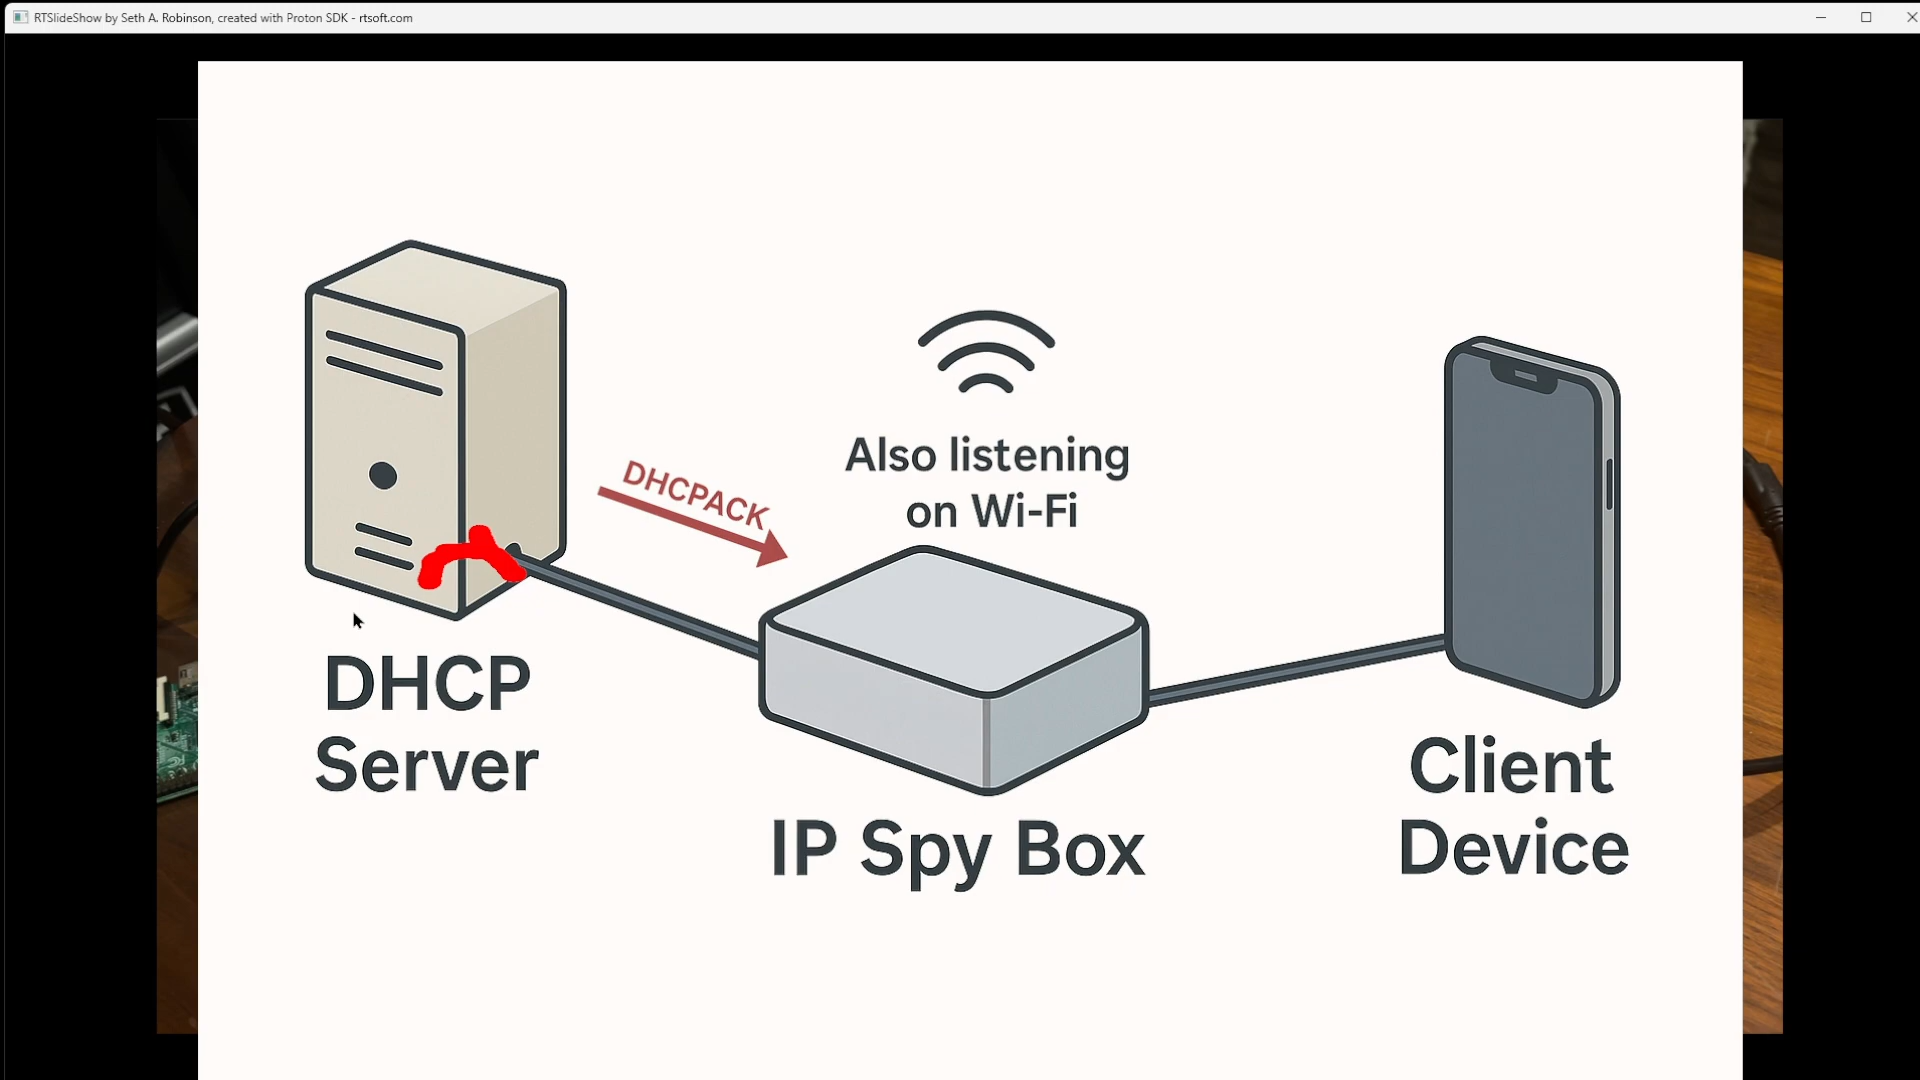 RTSlideShow by Seth A. Robinson, created with Proton SDK - rtsoft.com
Also listening
on Wi-Fi
DHCPACK
DHCP
Server
IP Spy Box
Client
Device